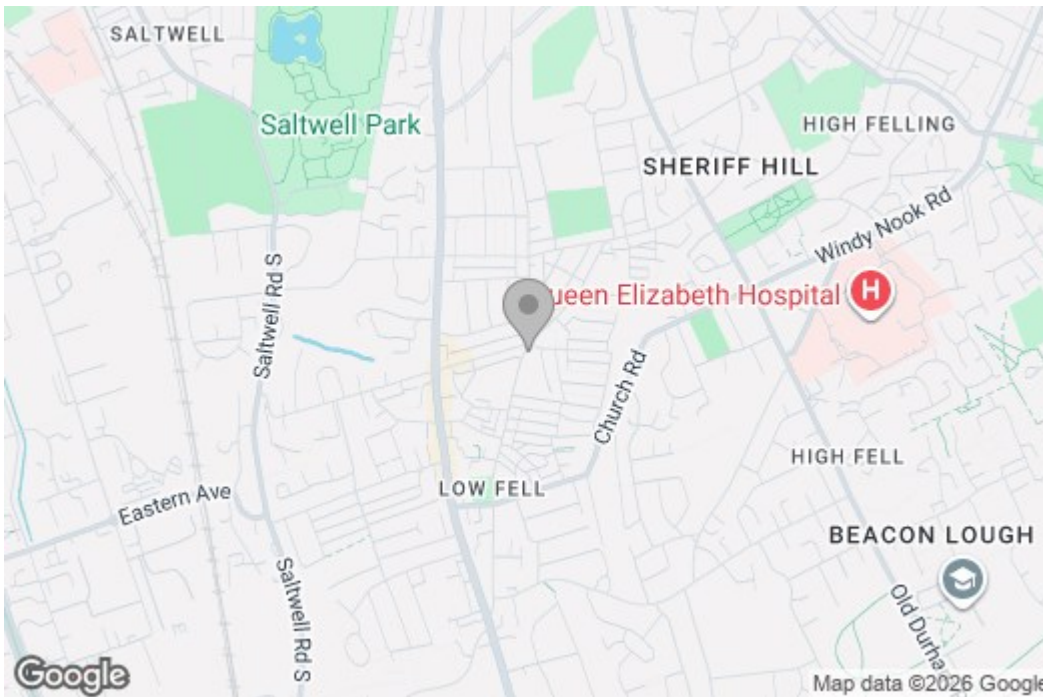 SALTWELL
Saltwell Park
HIGH FELLING
SHERIFF HILL
Windy Nook Rd
Saltwell Rd S
ueen Elizabeth Hospital
H
Church Rd
HIGH FELL
LOW FELL
Eastern Ave
BEACON LOUGH
Saltwell Rd S
Old Durha
Google
Map data ©2026 Google